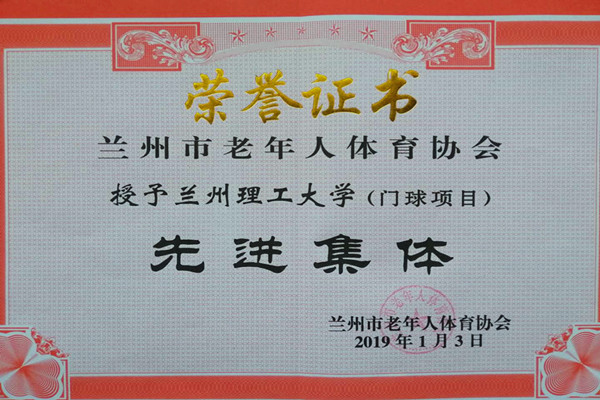 荣誉证书
兰州市老年人体育协会
授予兰州理工大学（门球项目）
先进集体
兰州市老年人体育协会
2019年1月3日